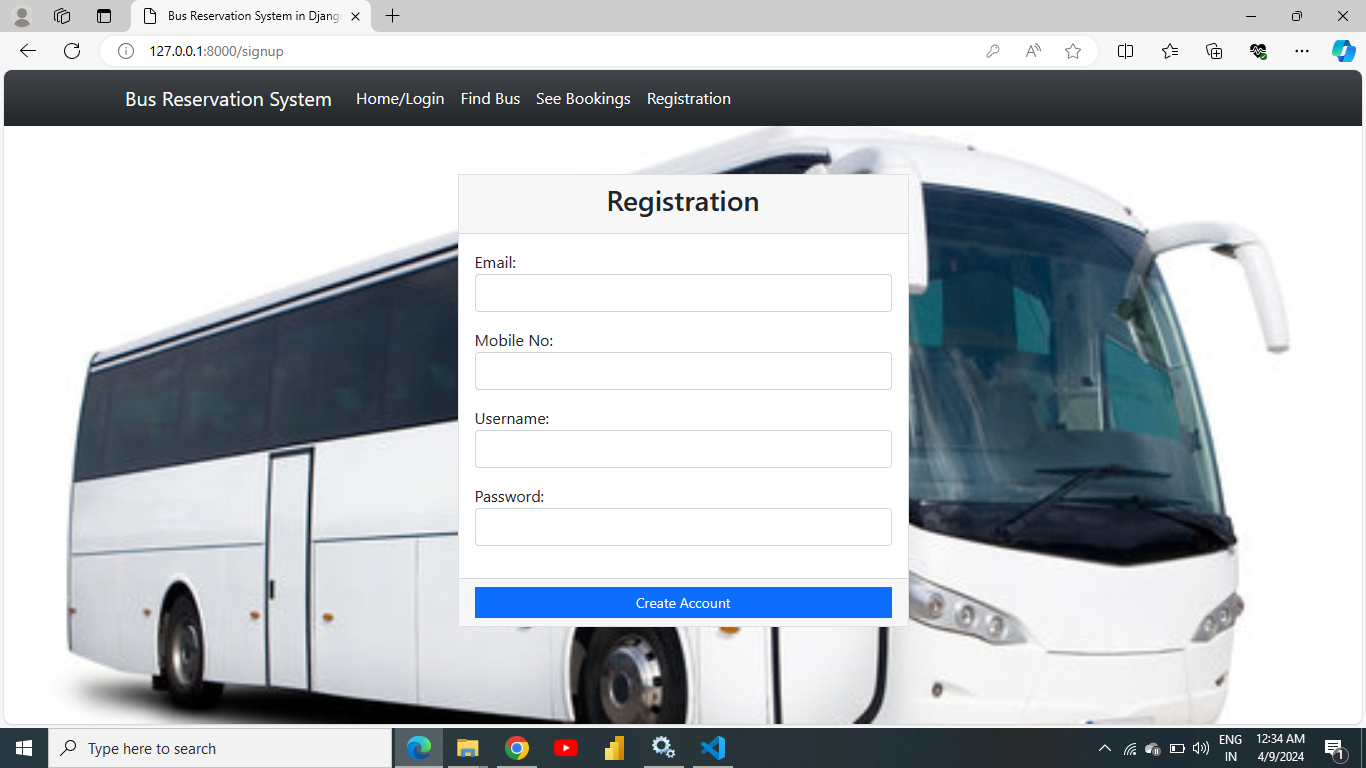 Bus Reservation System in Djang
127.0.0.1:8000/signup
Bus Reservation System Home/Login Find Bus See Bookings Registration
Registration
Email:
Mobile No:
Username:
Password:
Create Account
Type here to search
ENG
IN
12:34 AM
4/9/2024
1